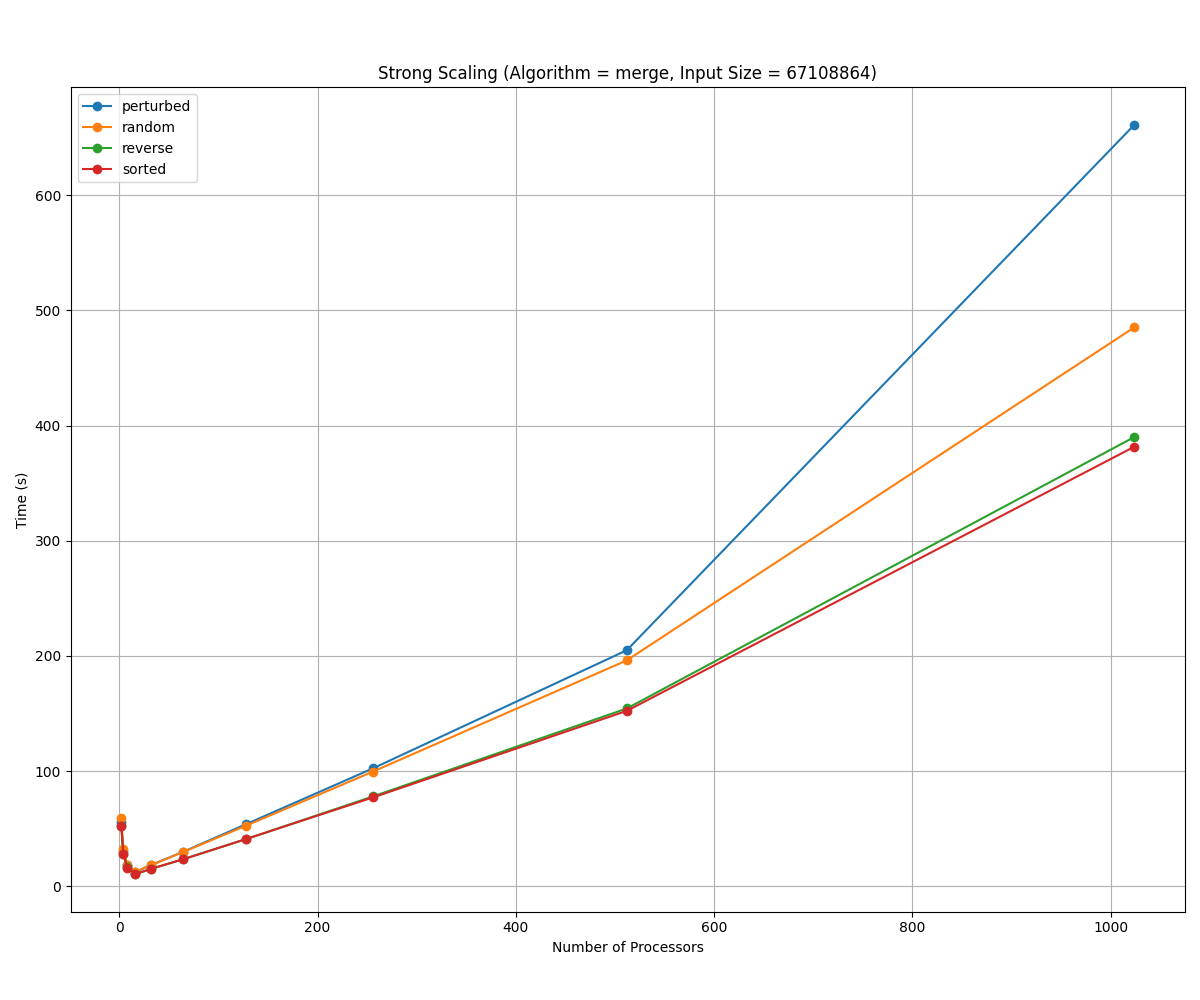 Strong Scaling (Algorithm = merge, Input Size = 67108864)
perturbed
random
reverse
sorted
600
500
400
300
200
100
0
Time (s)
0 200 400 600 800 1000
Number of Processors